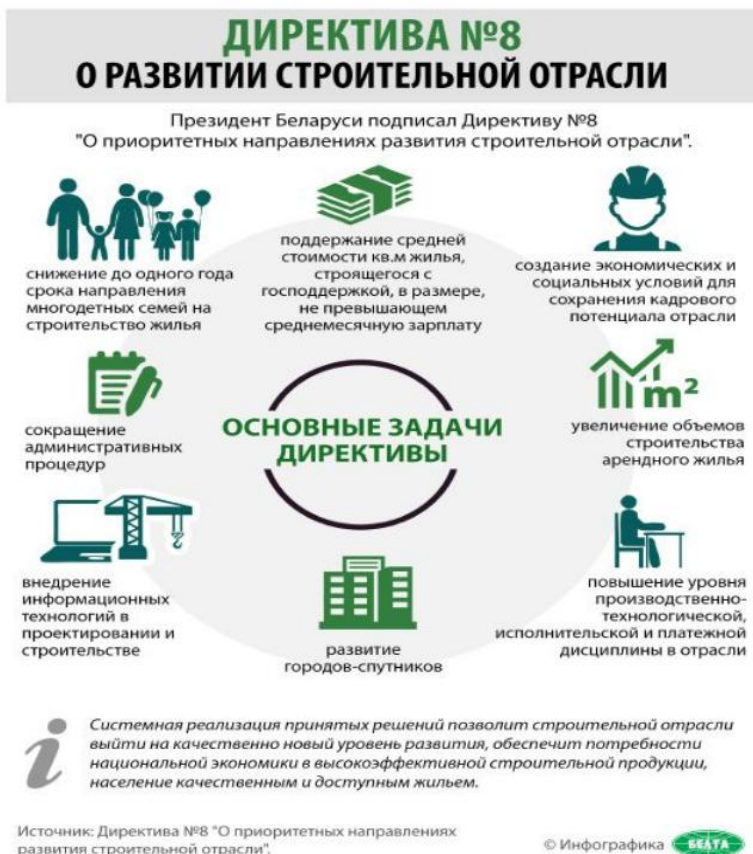 ДИРЕКТИВА №8
О РАЗВИТИИ СТРОИТЕЛЬНОЙ ОТРАСЛИ
Президент Беларуси подписал Директиву №8
"О приоритетных направлениях развития строительной отрасли".
снижение до одного года
срока направления
многодетных семей на
строительство жилья
поддержание средней
стоимости кв.м жилья,
строящегося с
господдержкой, в размере,
не превышающем
среднемесячную зарплату
создание экономических и
социальных условий для
сохранения кадрового
потенциала отрасли
сокращение
административных
процедур
ОСНОВНЫЕ ЗАДАЧИ
ДИРЕКТИВЫ
m²
увеличение объемов
строительства
арендного жилья
внедрение
информационных
технологий в
проектировании и
строительстве
развитие
городов-спутников
повышение уровня
производственно-
технологической,
исполнительской и платежной
дисциплины в отрасли
i
Системная реализация принятых решений позволит строительной отрасли
выйти на качественно новый уровень развития, обеспечит потребности
национальной экономики в высокоэффективной строительной продукции,
население качественным и доступным жильем.
Источник: Директива №8 "О приоритетных направлениях
развития строительной отрасли".
© Инфографика БЕЛТА